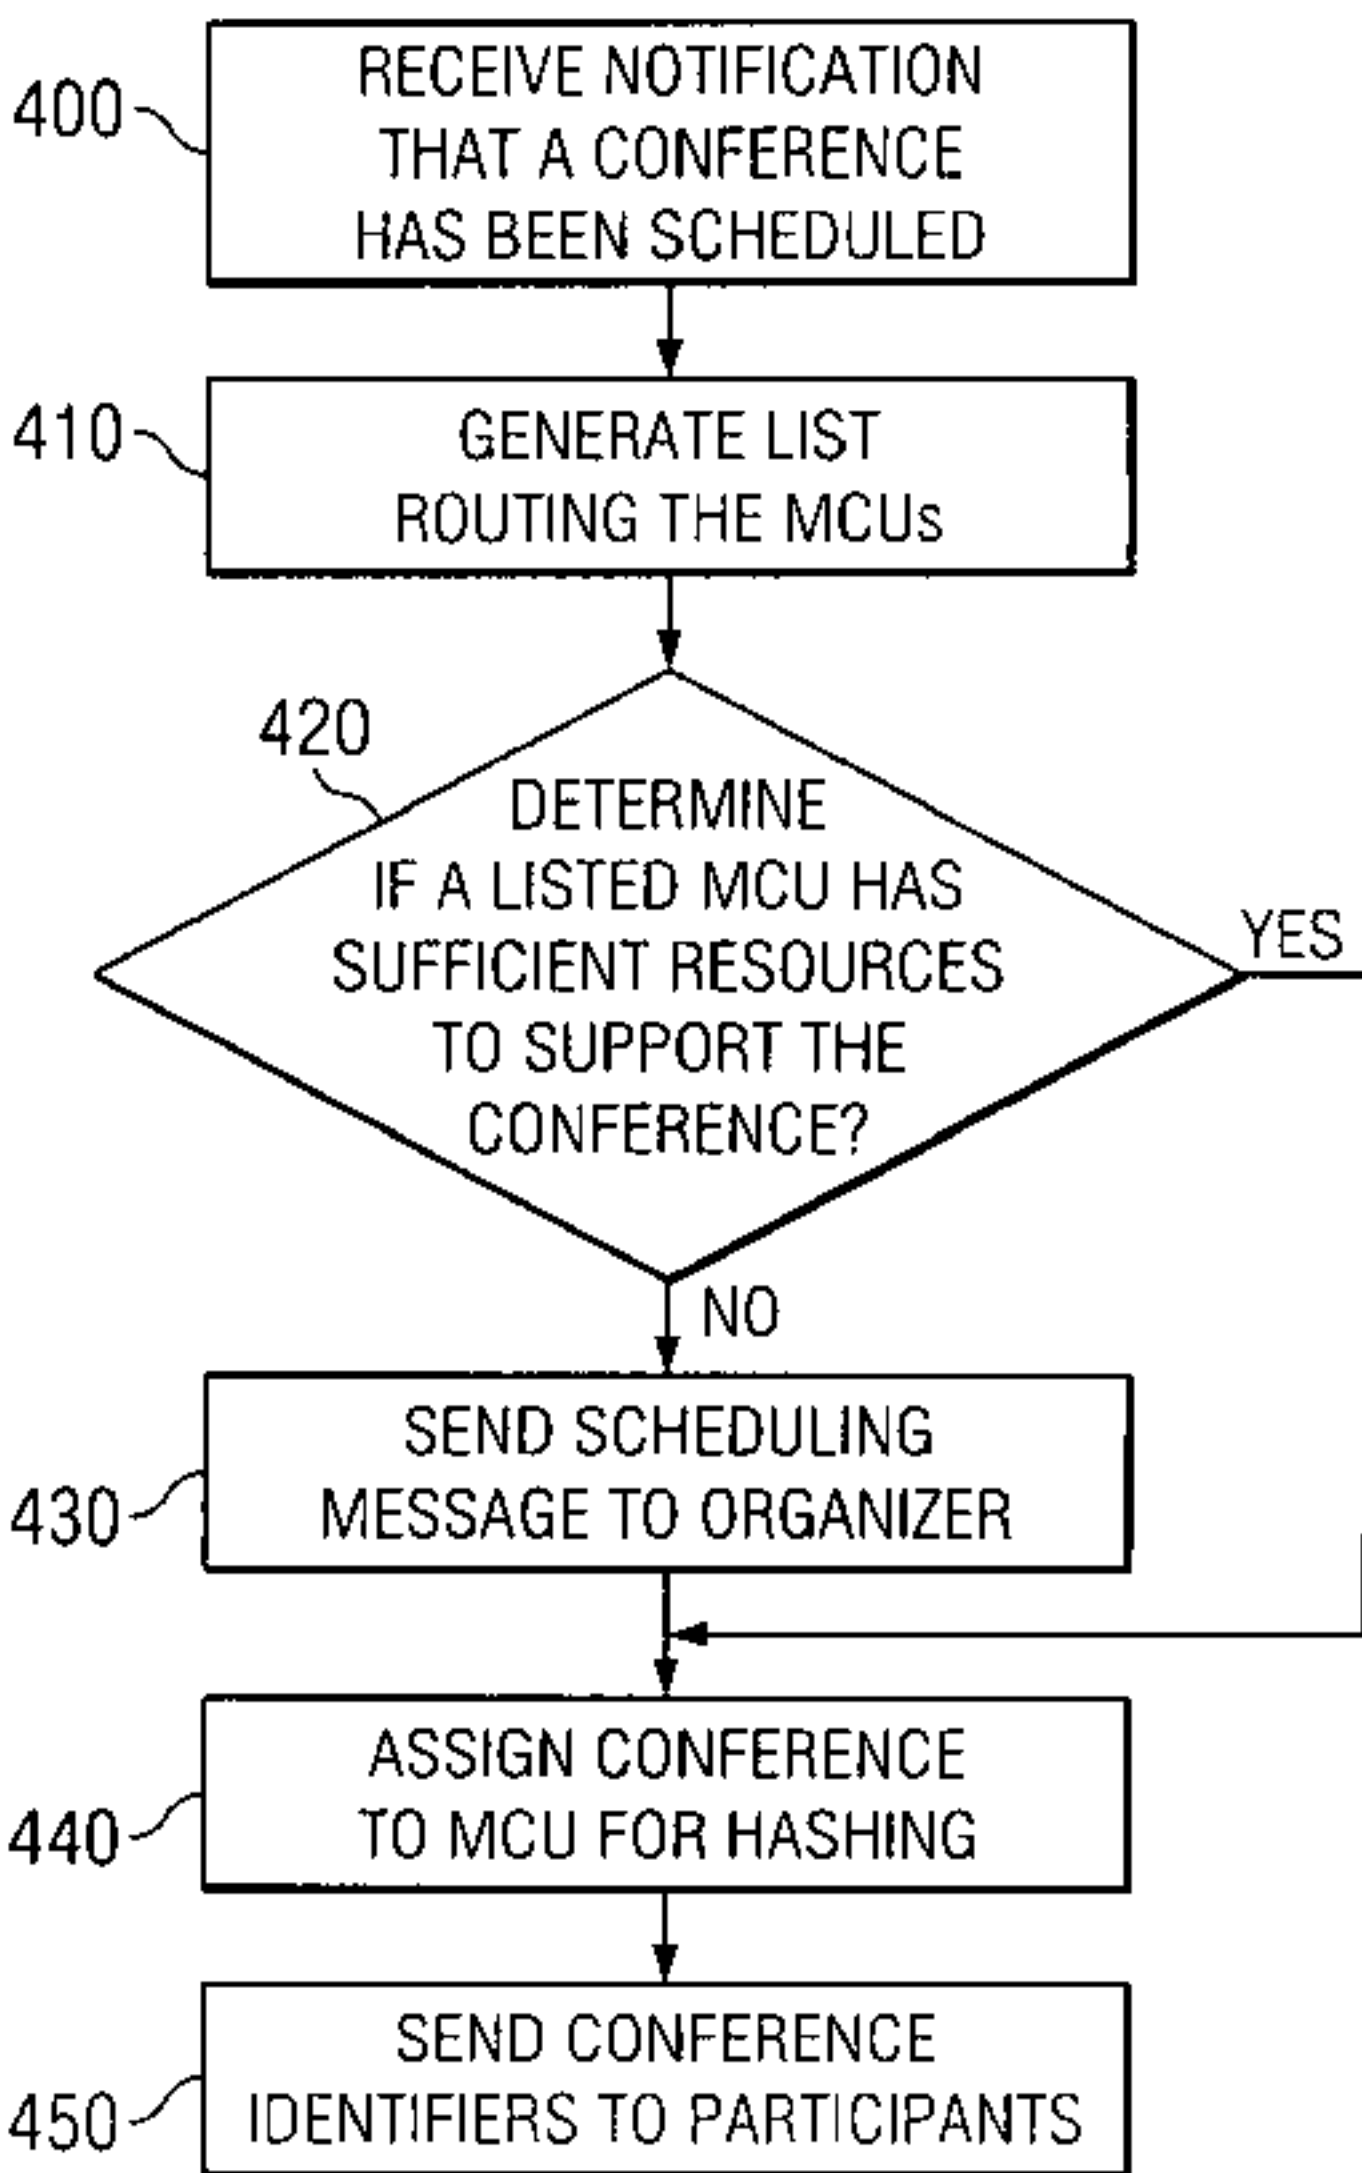 400
RECEIVE NOTIFICATION
THAT A CONFERENCE
HAS BEEN SCHEDULED
410
GENERATE LIST
ROUTING THE MCUs
420
DETERMINE
IF A LISTED MCU HAS
SUFFICIENT RESOURCES
TO SUPPORT THE
CONFERENCE?
YES
NO
430
SEND SCHEDULING
MESSAGE TO ORGANIZER
440
ASSIGN CONFERENCE
TO MCU FOR HASHING
450
SEND CONFERENCE
IDENTIFIERS TO PARTICIPANTS